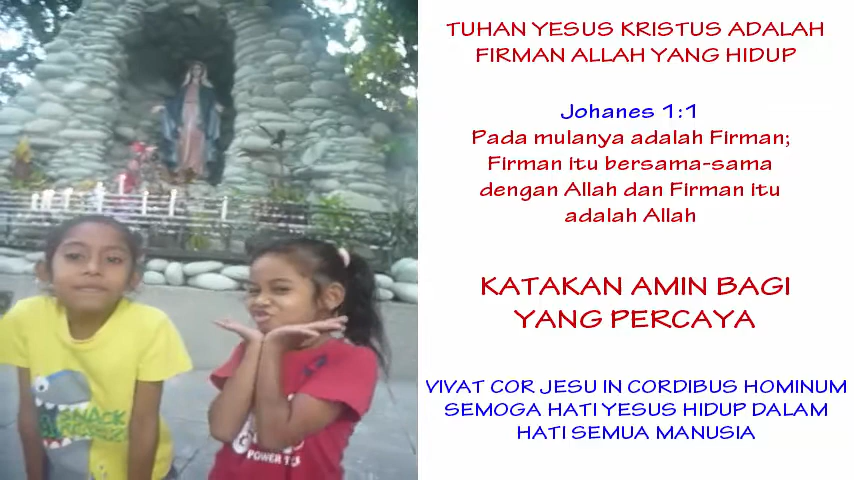 TUHAN YESUS KRISTUS ADALAH
FIRMAN ALLAH YANG HIDUP
Johanes 1:1
Pada mulanya adalah Firman;
Firman itu bersama-sama
dengan Allah dan Firman itu
adalah Allah
KATAKAN AMIN BAGI
YANG PERCAYA
VIVAT COR JESU IN CORDIBUS HOMINUM
SEMOGA HATI YESUS HIDUP DALAM
HATI SEMUA MANUSIA
SNACK
POWER